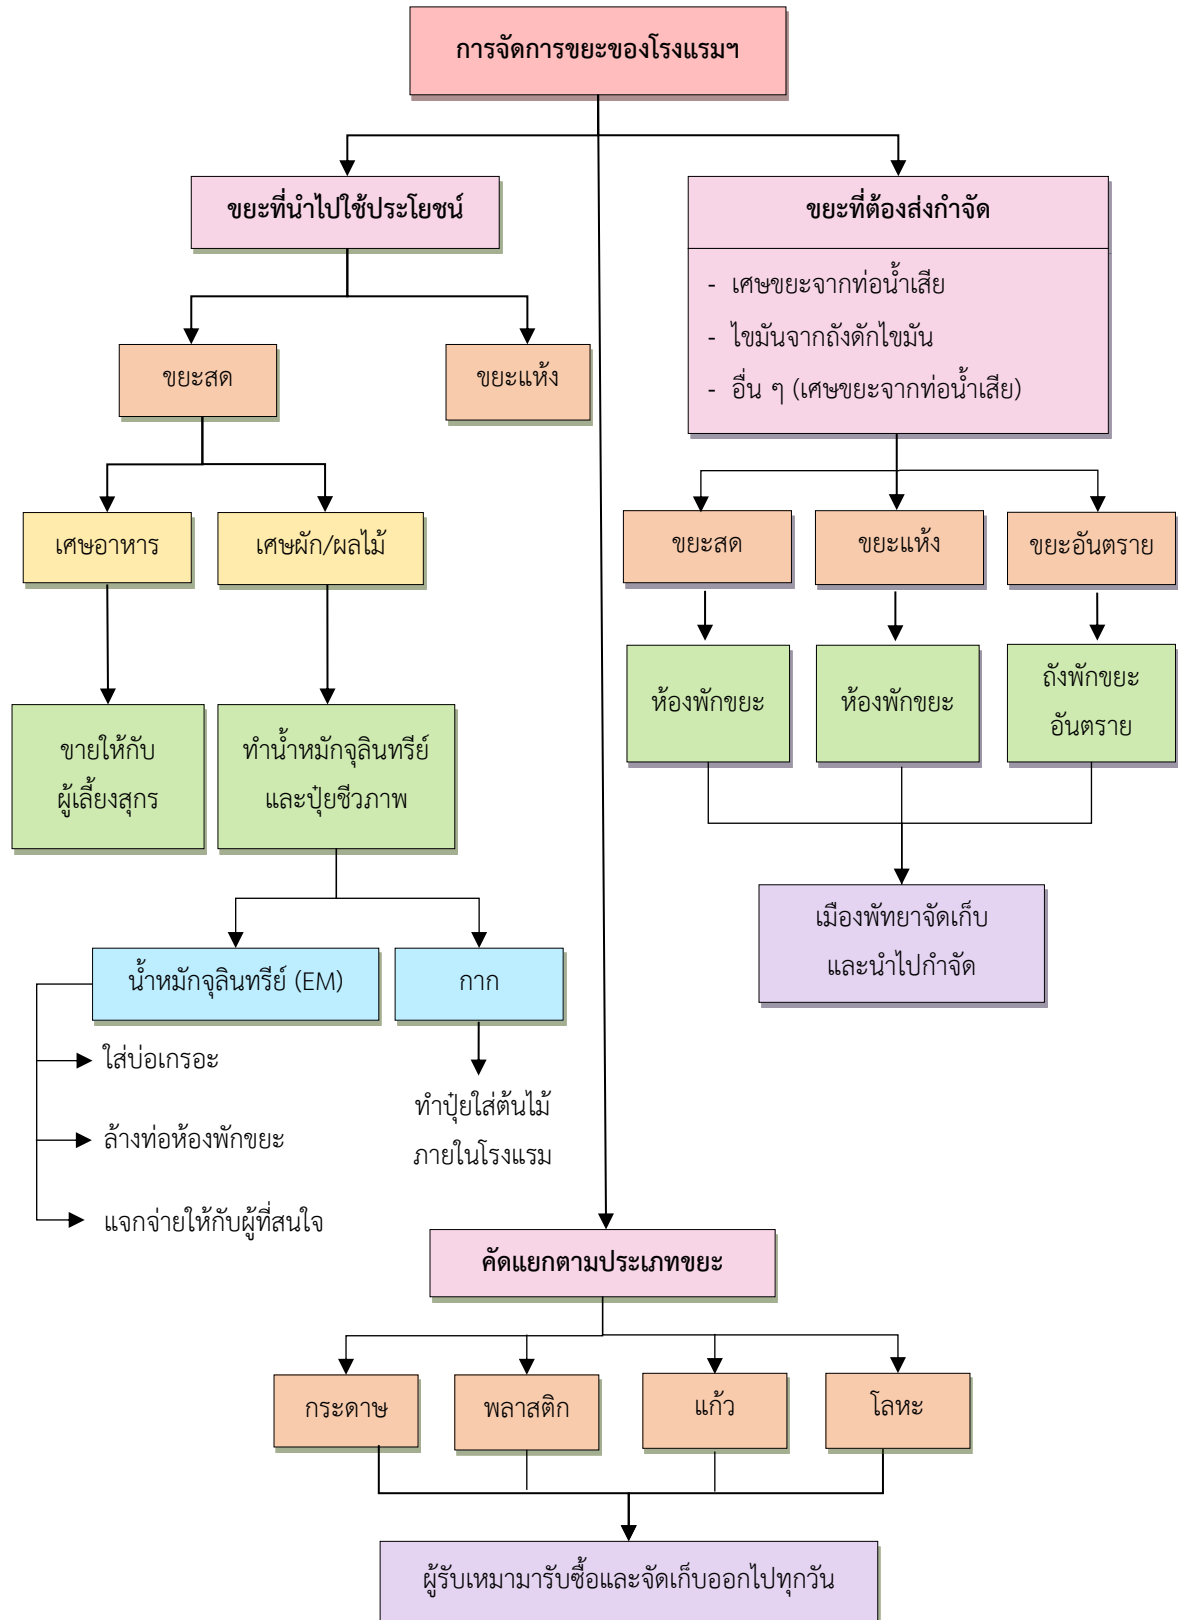 การจัดการขยะของโรงแรมฯ
ขยะที่นำไปใช้ประโยชน์
ขยะที่ต้องส่งกำจัด
- เศษขยะจากท่อน้ำเสีย
- ไขมันจากถังดักไขมัน
- อื่น ๆ (เศษขยะจากท่อน้ำเสีย)
ขยะสด
ขยะแห้ง
เศษอาหาร
เศษผัก/ผลไม้
ขยะสด
ขยะแห้ง
ขยะอันตราย
ขายให้กับ
ผู้เลี้ยงสุกร
ทำน้ำหมักจุลินทรีย์
และปุ๋ยชีวภาพ
ห้องพักขยะ
ห้องพักขยะ
ถังพักขยะ
อันตราย
น้ำหมักจุลินทรีย์ (EM)
กาก
เมืองพัทยาจัดเก็บ
และนำไปกำจัด
ใส่บ่อเกรอะ
ล้างท่อห้องพักขยะ
แจกจ่ายให้กับผู้ที่สนใจ
ทำปุ๋ยใส่ต้นไม้
ภายในโรงแรม
คัดแยกตามประเภทขยะ
กระดาษ
พลาสติก
แก้ว
โลหะ
ผู้รับเหมามารับซื้อและจัดเก็บออกไปทุกวัน